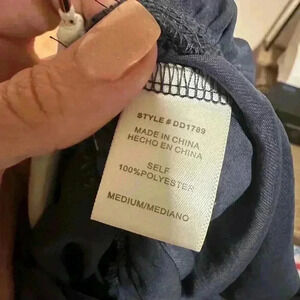 STYLE # DD1789
MADE IN CHINA
HECHO EN CHINA
SELF
100%POLYESTER
MEDIUM/MEDIANO